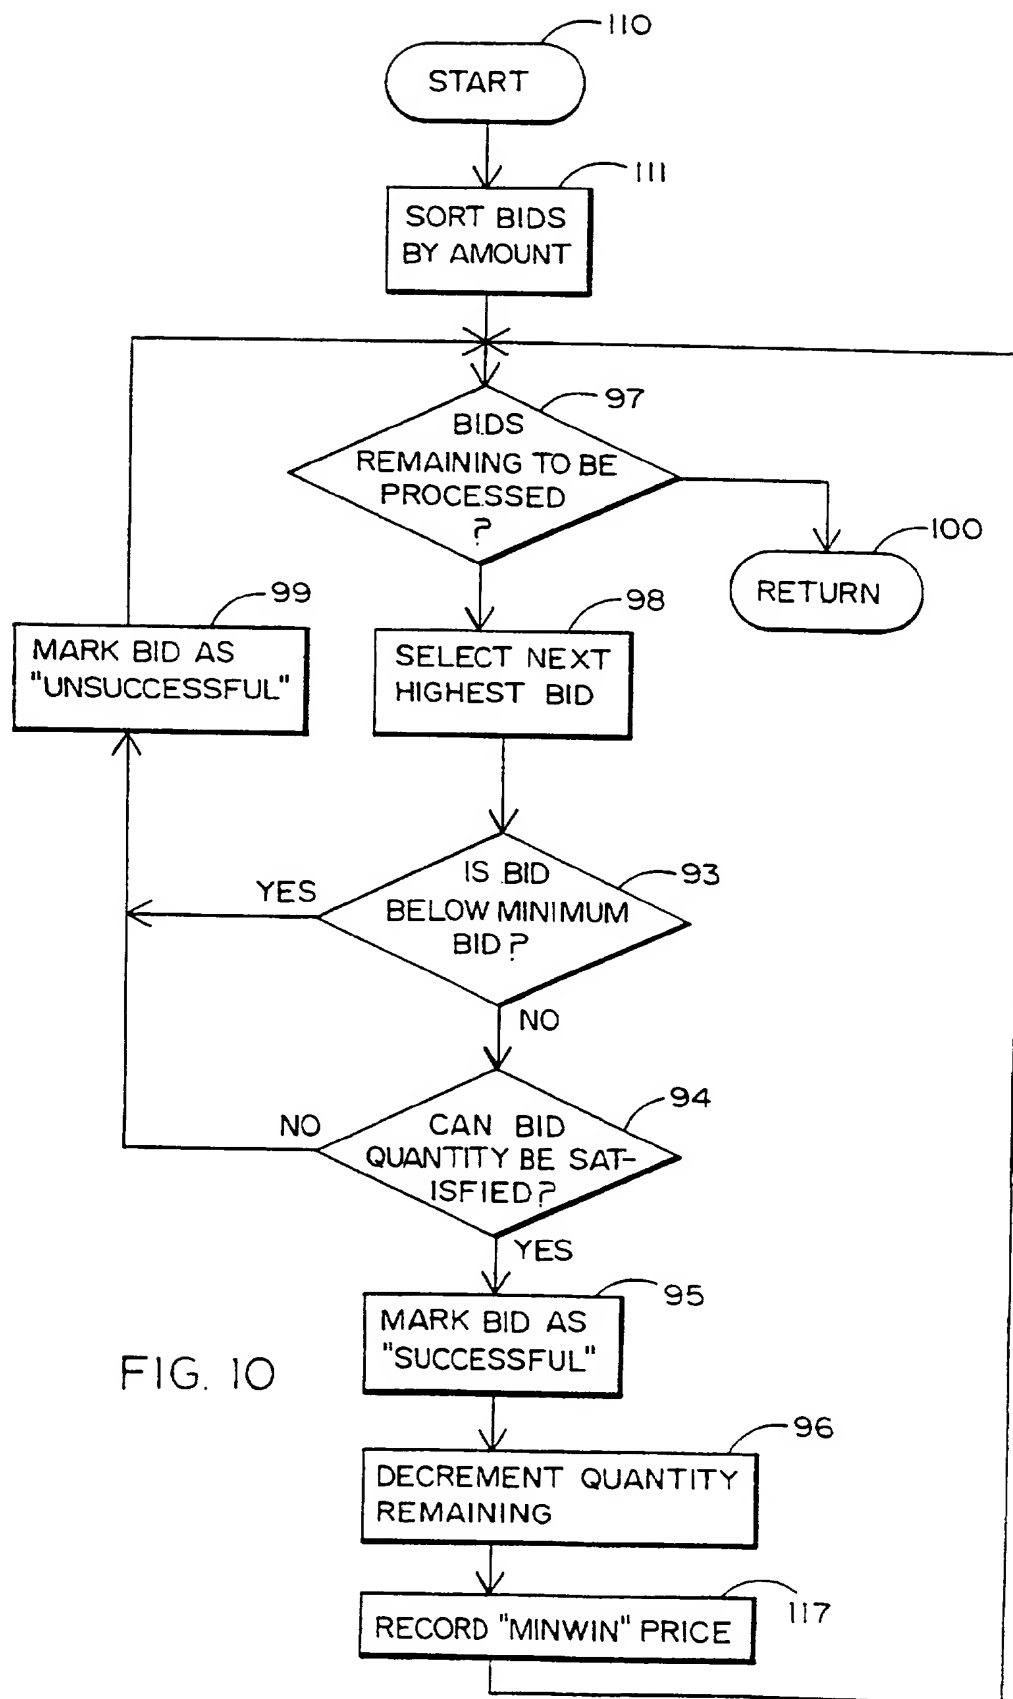 110
START
111
SORT BIDS
BY AMOUNT
97
BIDS
REMAINING TO BE
PROCESSED
?
100
RETURN
99
MARK BID AS
"UNSUCCESSFUL"
98
SELECT NEXT
HIGHEST BID
93
IS BID
BELOW MINIMUM
BID?
YES
NO
94
CAN BID
QUANTITY BE SAT-
ISFIED?
NO
YES
95
MARK BID AS
"SUCCESSFUL"
FIG. 10
96
DECREMENT QUANTITY
REMAINING
117
RECORD "MINWIN" PRICE